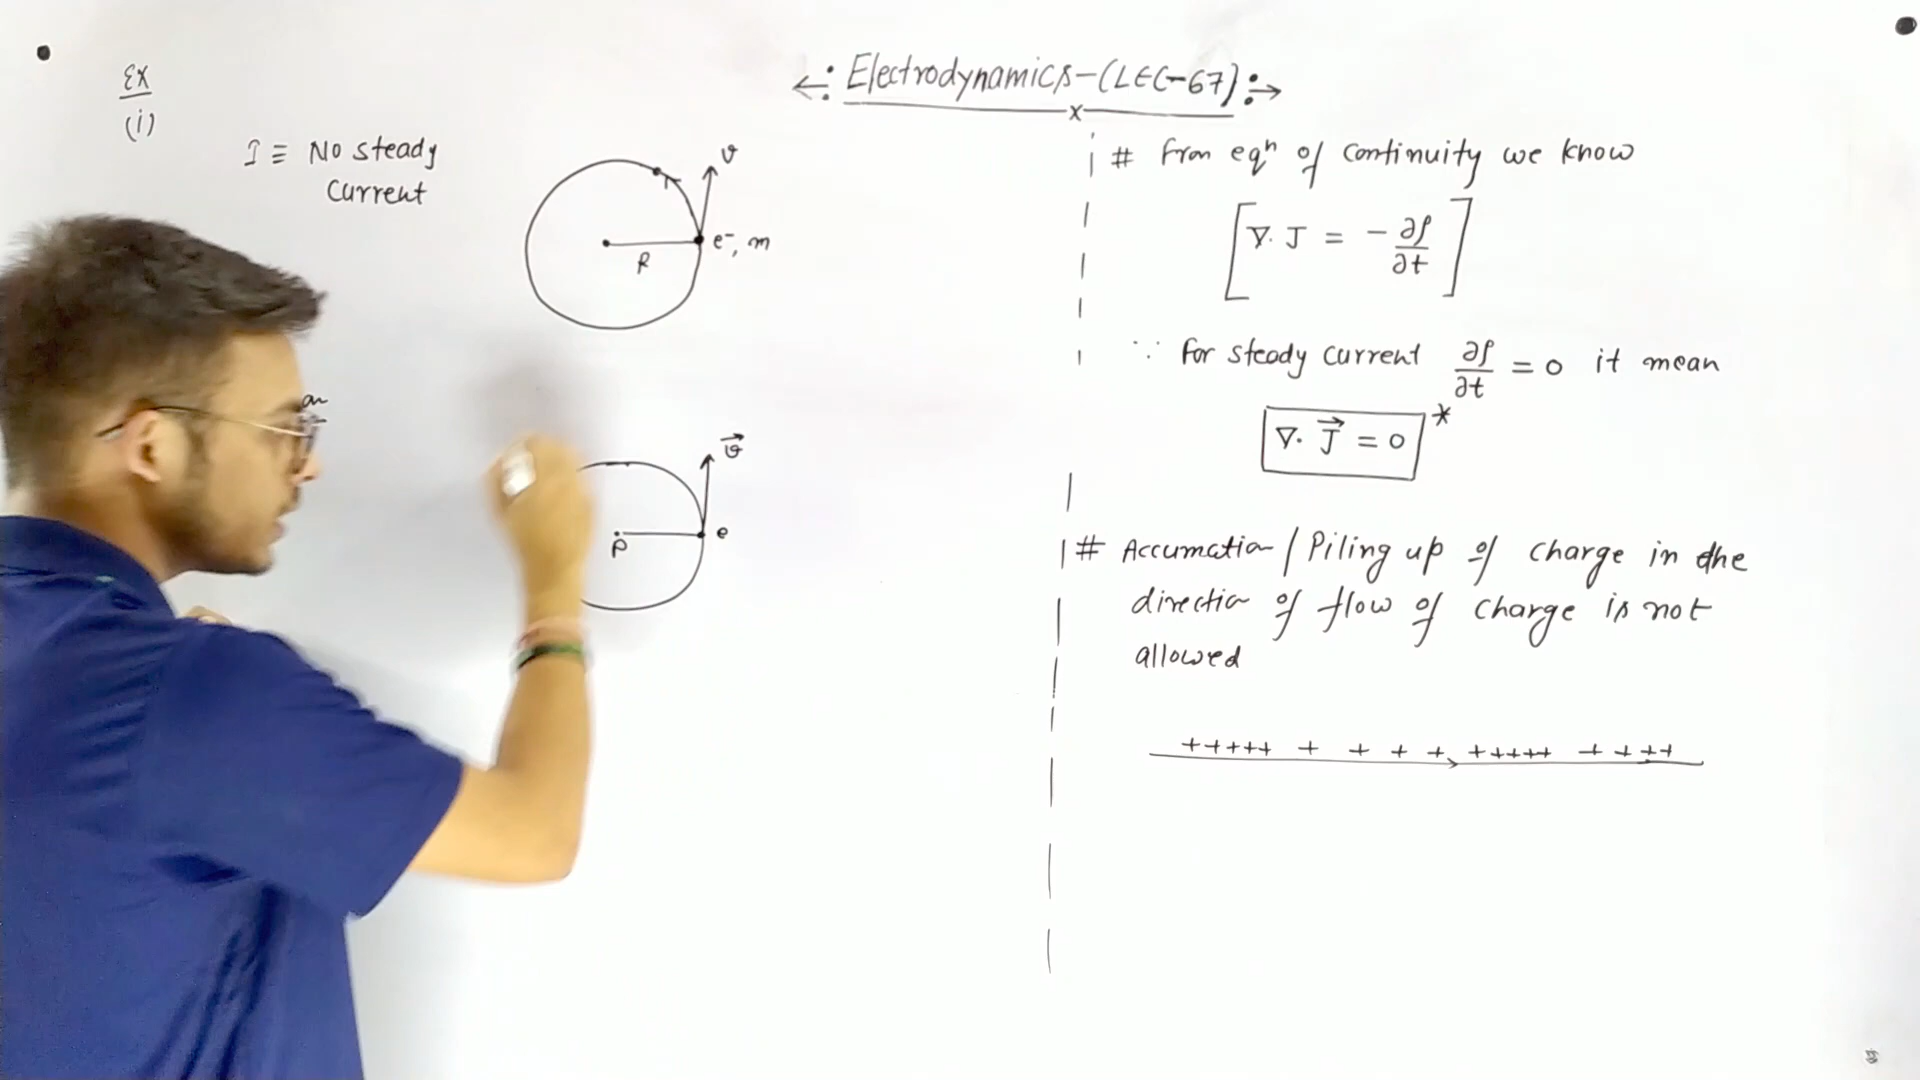 ←: Electrodynamics-(LEC-67) :→
x
Ex
(i)
I ≡ No steady
Current
v
e⁻, m
R
v⃗
e
# from eqⁿ of continuity we know
[∇. J = - ∂ρ/∂t]
∵ for steady current ∂ρ/∂t = 0 it mean
∇. J⃗ = 0 *
# Accumation / Piling up of charge in the
direction of flow of charge is not
allowed
+++++ + + + + +++++ + + ++